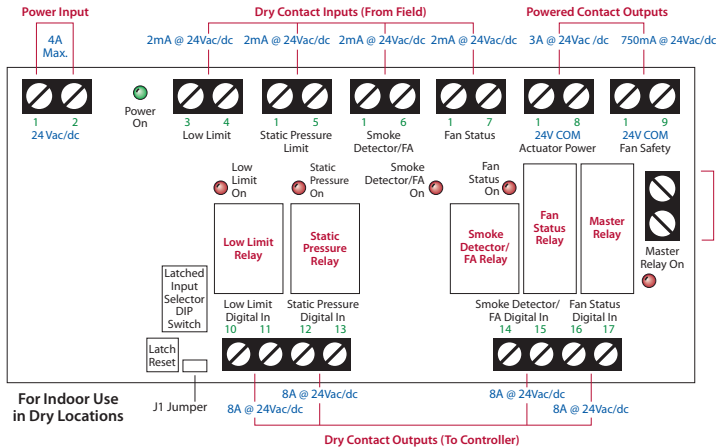 Power Input
Dry Contact Inputs (From Field)
Powered Contact Outputs
4A
Max.
2mA @ 24Vac/dc
2mA @ 24Vac/dc
2mA @ 24Vac/dc
2mA @ 24Vac/dc
3A @ 24Vac /dc
750mA @ 24Vac/dc
1 2
24 Vac/dc
Power
On
3 4
Low Limit
1 5
Static Pressure
Limit
1 6
Smoke
Detector/FA
1 7
Fan Status
1 8
24V COM
Actuator Power
1 9
24V COM
Fan Safety
Low
Limit
On
Static
Pressure
On
Smoke
Detector/FA
On
Fan
Status
On
Low Limit
Relay
Static
Pressure
Relay
Smoke
Detector/
FA Relay
Fan
Status
Relay
Master
Relay
Master
Relay On
Latched
Input
Selector
DIP
Switch
Low Limit
Digital In
10 11
Static Pressure
Digital In
12 13
Smoke Detector/
FA Digital In
14 15
Fan Status
Digital In
16 17
Latch
Reset
J1 Jumper
For Indoor Use
in Dry Locations
8A @ 24Vac/dc
8A @ 24Vac/dc
8A @ 24Vac/dc
8A @ 24Vac/dc
Dry Contact Outputs (To Controller)